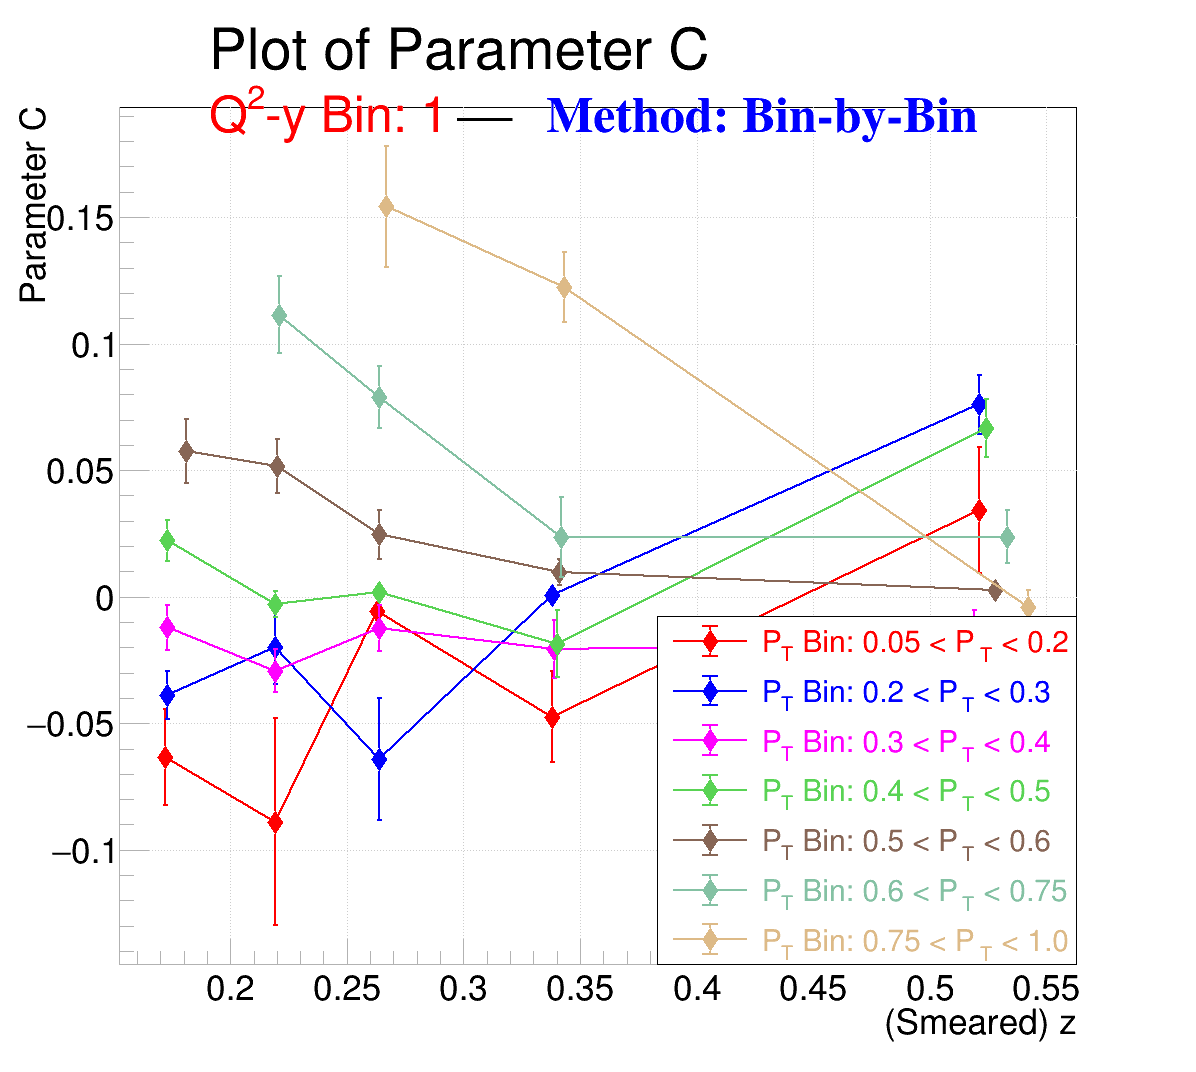 Plot of Parameter C
Q2-y Bin: 1 — Method: Bin-by-Bin
Parameter C
0.15
0.1
0.05
0
−0.05
−0.1
PT Bin: 0.05 < PT < 0.2
PT Bin: 0.2 < PT < 0.3
PT Bin: 0.3 < PT < 0.4
PT Bin: 0.4 < PT < 0.5
PT Bin: 0.5 < PT < 0.6
PT Bin: 0.6 < PT < 0.75
PT Bin: 0.75 < PT < 1.0
0.2 0.25 0.3 0.35 0.4 0.45 0.5 0.55
(Smeared) z